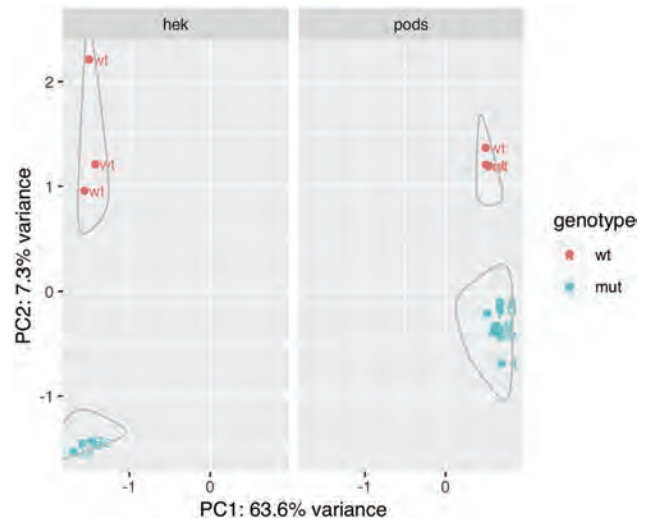 hek
pods
2
1
0
-1
PC2: 7.3% variance
wt
wt
wt
wt
-1
0
-1
0
PC1: 63.6% variance
genotype
wt
mut